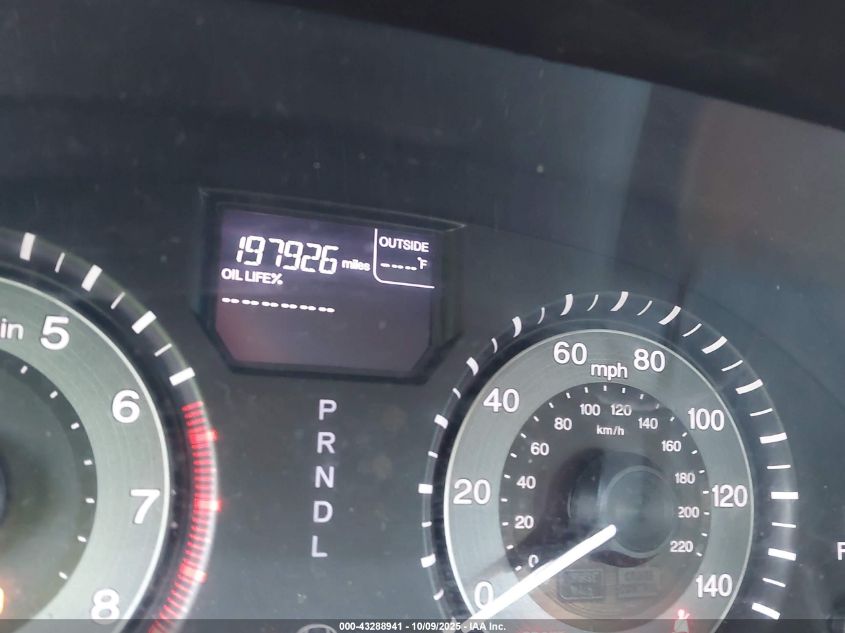 197926 miles
OUTSIDE
----°F
OIL LIFE%
---------
in 5
6
7
8
P
R
N
D
L
0
20
40
60
mph
80
100
120
140
0
20
40
60
80
100
120
140
160
180
200
220
km/h
F
000-43288941 - 10/09/2025 - IAA Inc.